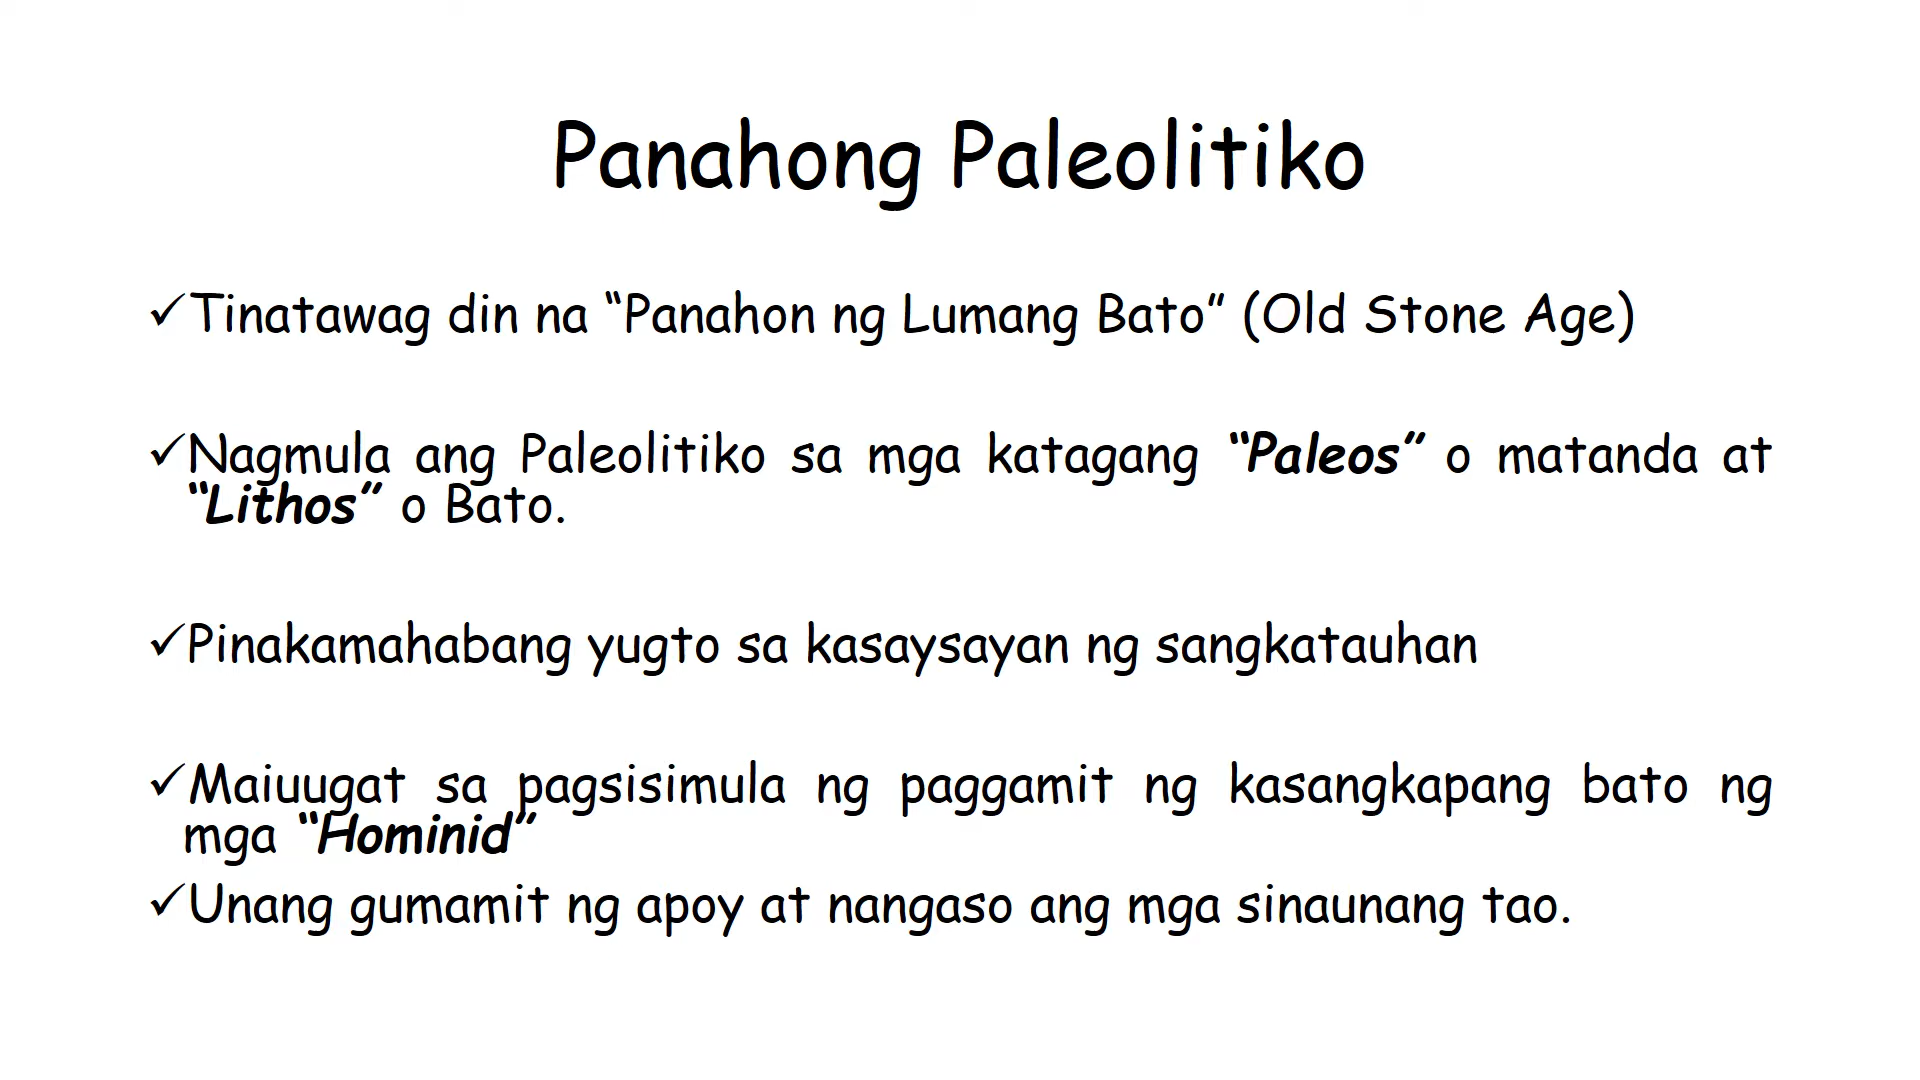 Panahong Paleolitiko
✓Tinatawag din na “Panahon ng Lumang Bato” (Old Stone Age)
✓Nagmula ang Paleolitiko sa mga katagang “Paleos” o matanda at
“Lithos” o Bato.
✓Pinakamahabang yugto sa kasaysayan ng sangkatauhan
✓Maiuugat sa pagsisimula ng paggamit ng kasangkapang bato ng
mga “Hominid”
✓Unang gumamit ng apoy at nangaso ang mga sinaunang tao.